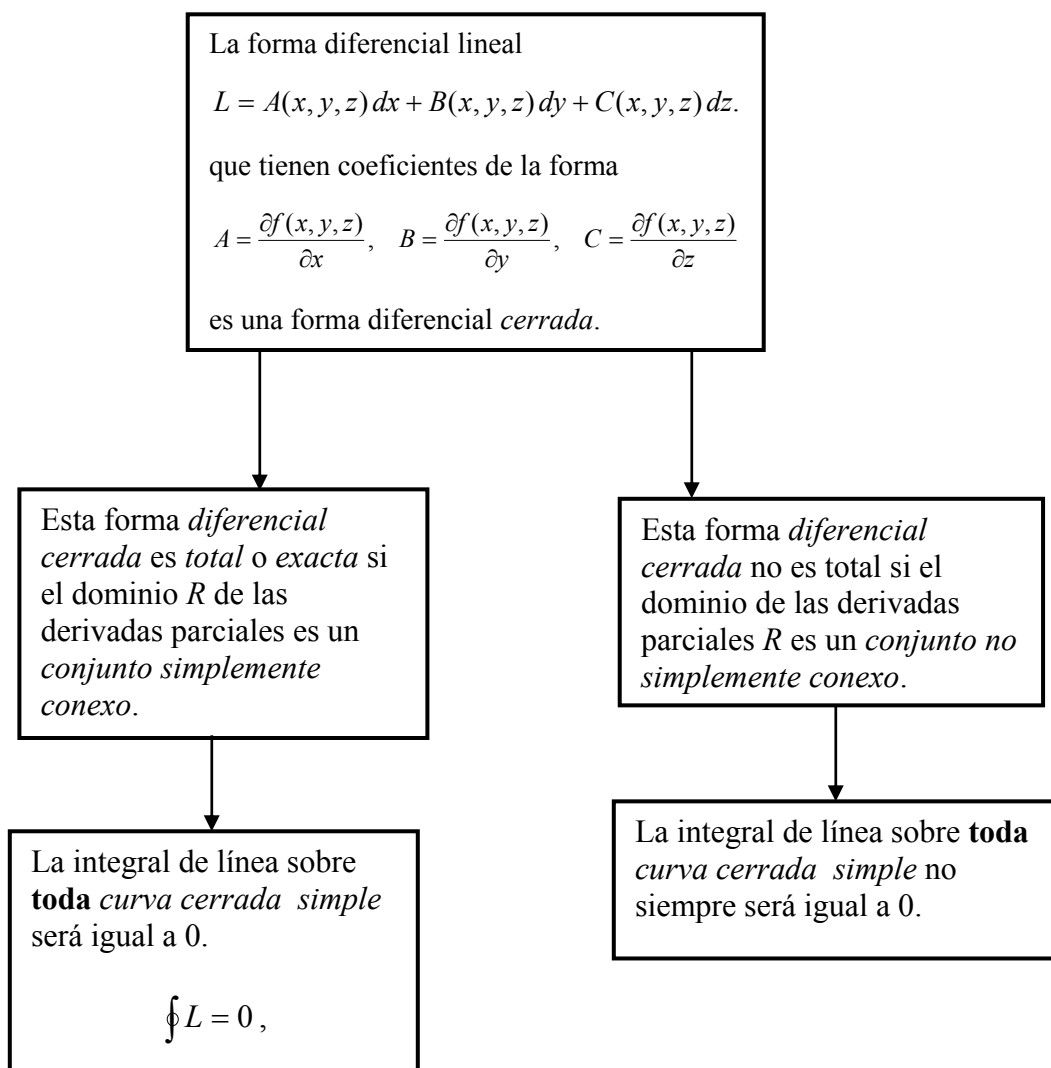 La forma diferencial lineal
L = A(x, y, z) dx + B(x, y, z) dy + C(x, y, z) dz.
que tienen coeficientes de la forma
A = ∂f(x, y, z)/∂x, B = ∂f(x, y, z)/∂y, C = ∂f(x, y, z)/∂z
es una forma diferencial cerrada.
Esta forma diferencial
cerrada es total o exacta si
el dominio R de las
derivadas parciales es un
conjunto simplemente
conexo.
Esta forma diferencial
cerrada no es total si el
dominio de las derivadas
parciales R es un conjunto no
simplemente conexo.
La integral de línea sobre
toda curva cerrada simple
será igual a 0.
∮ L = 0 ,
La integral de línea sobre toda
curva cerrada simple no
siempre será igual a 0.